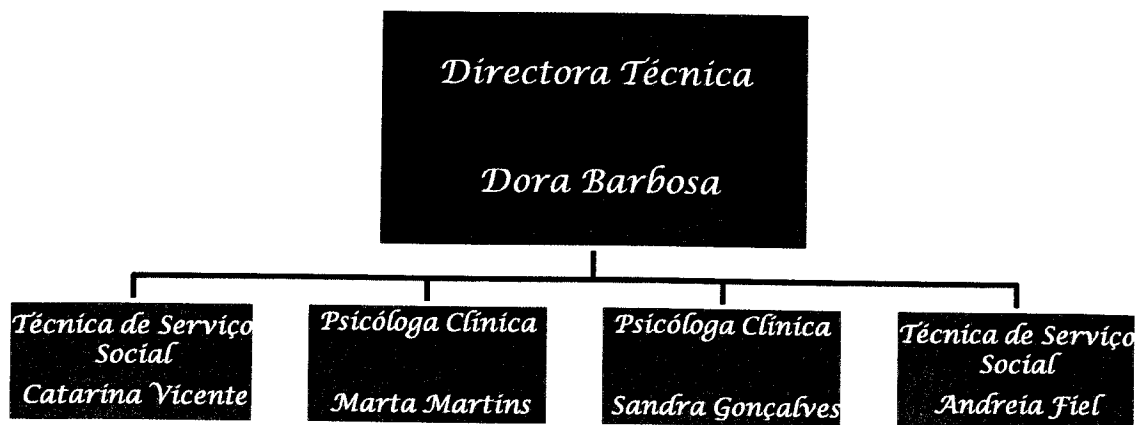 Directora Técnica
Dora Barbosa
Técnica de Serviço
Social
Catarina Vicente
Psicóloga Clínica
Marta Martins
Psicóloga Clínica
Sandra Gonçalves
Técnica de Serviço
Social
Andreia Fiel